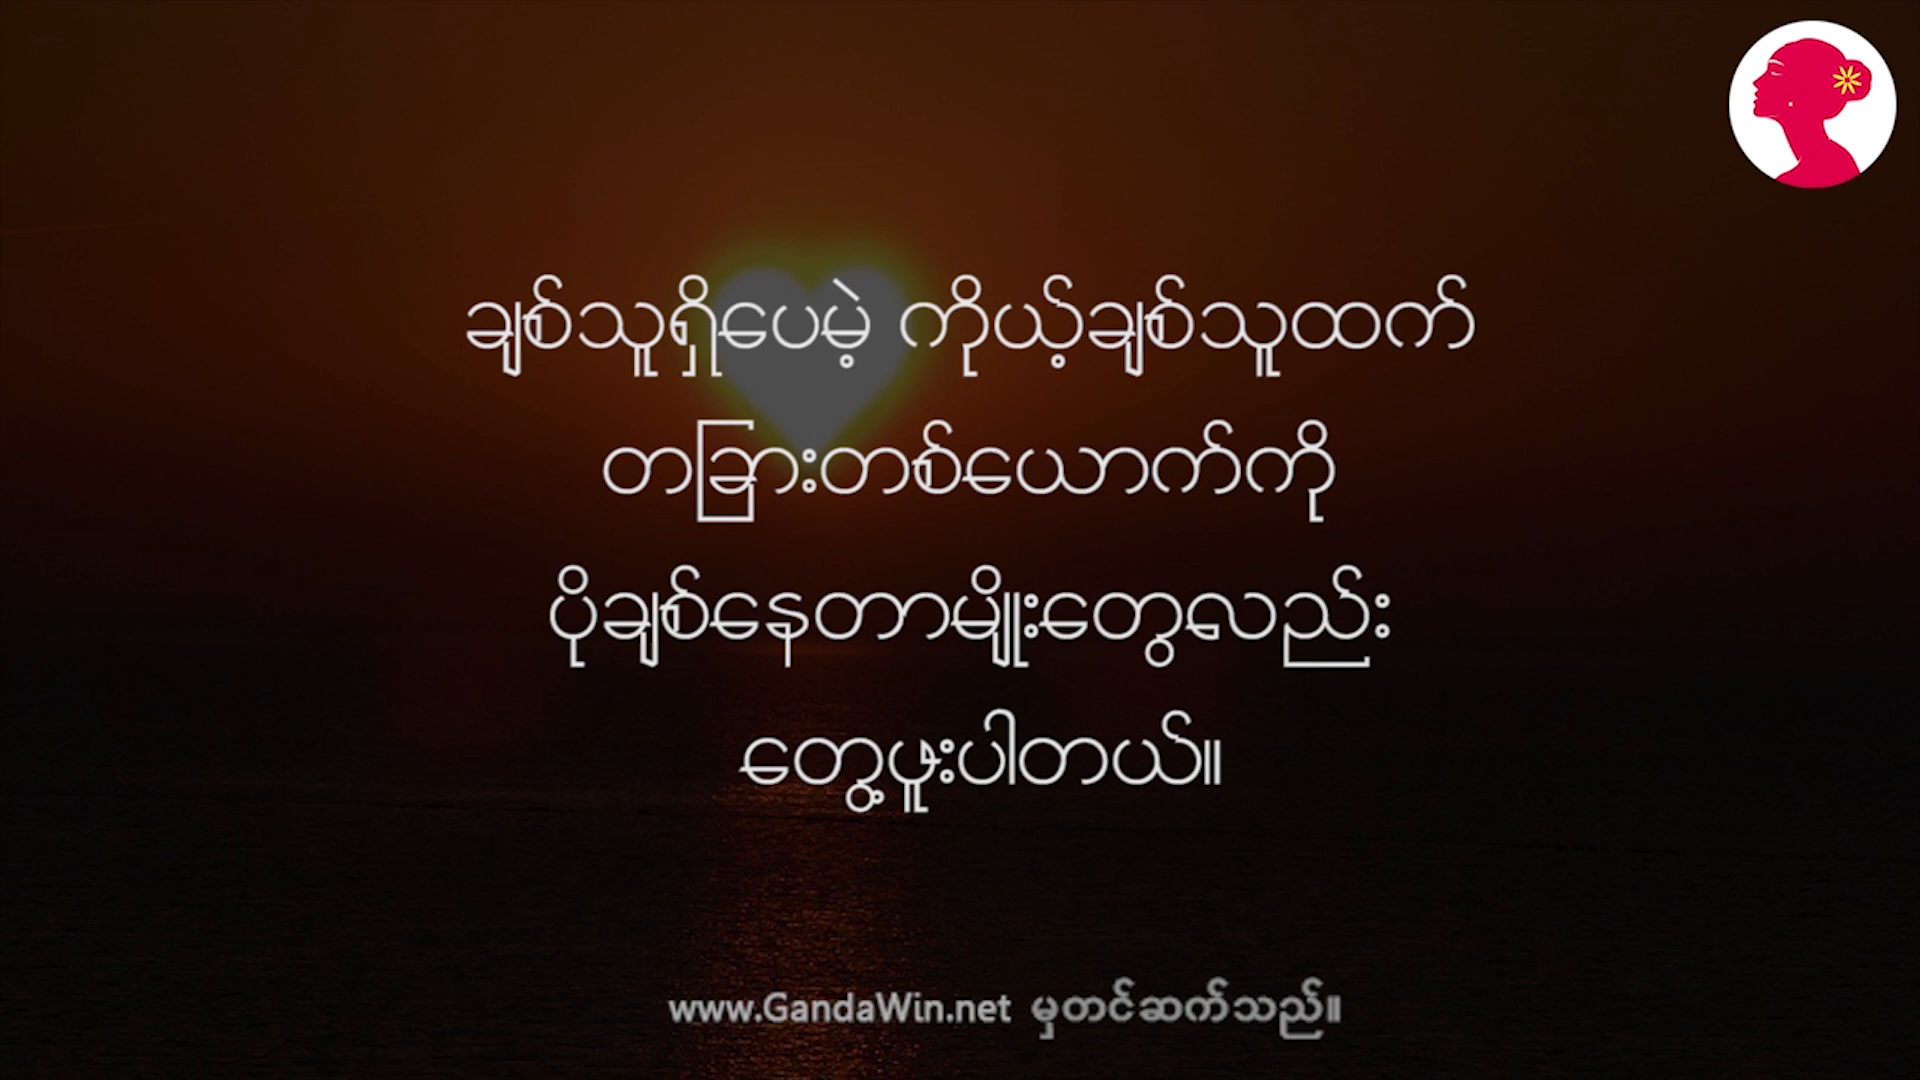 ချစ်သူရှိပေမဲ့ ကိုယ့်ချစ်သူထက်
တခြားတစ်ယောက်ကို
ပိုချစ်နေတာမျိုးတွေလည်း
တွေ့ဖူးပါတယ်။
www.GandaWin.net မှတင်ဆက်သည်။